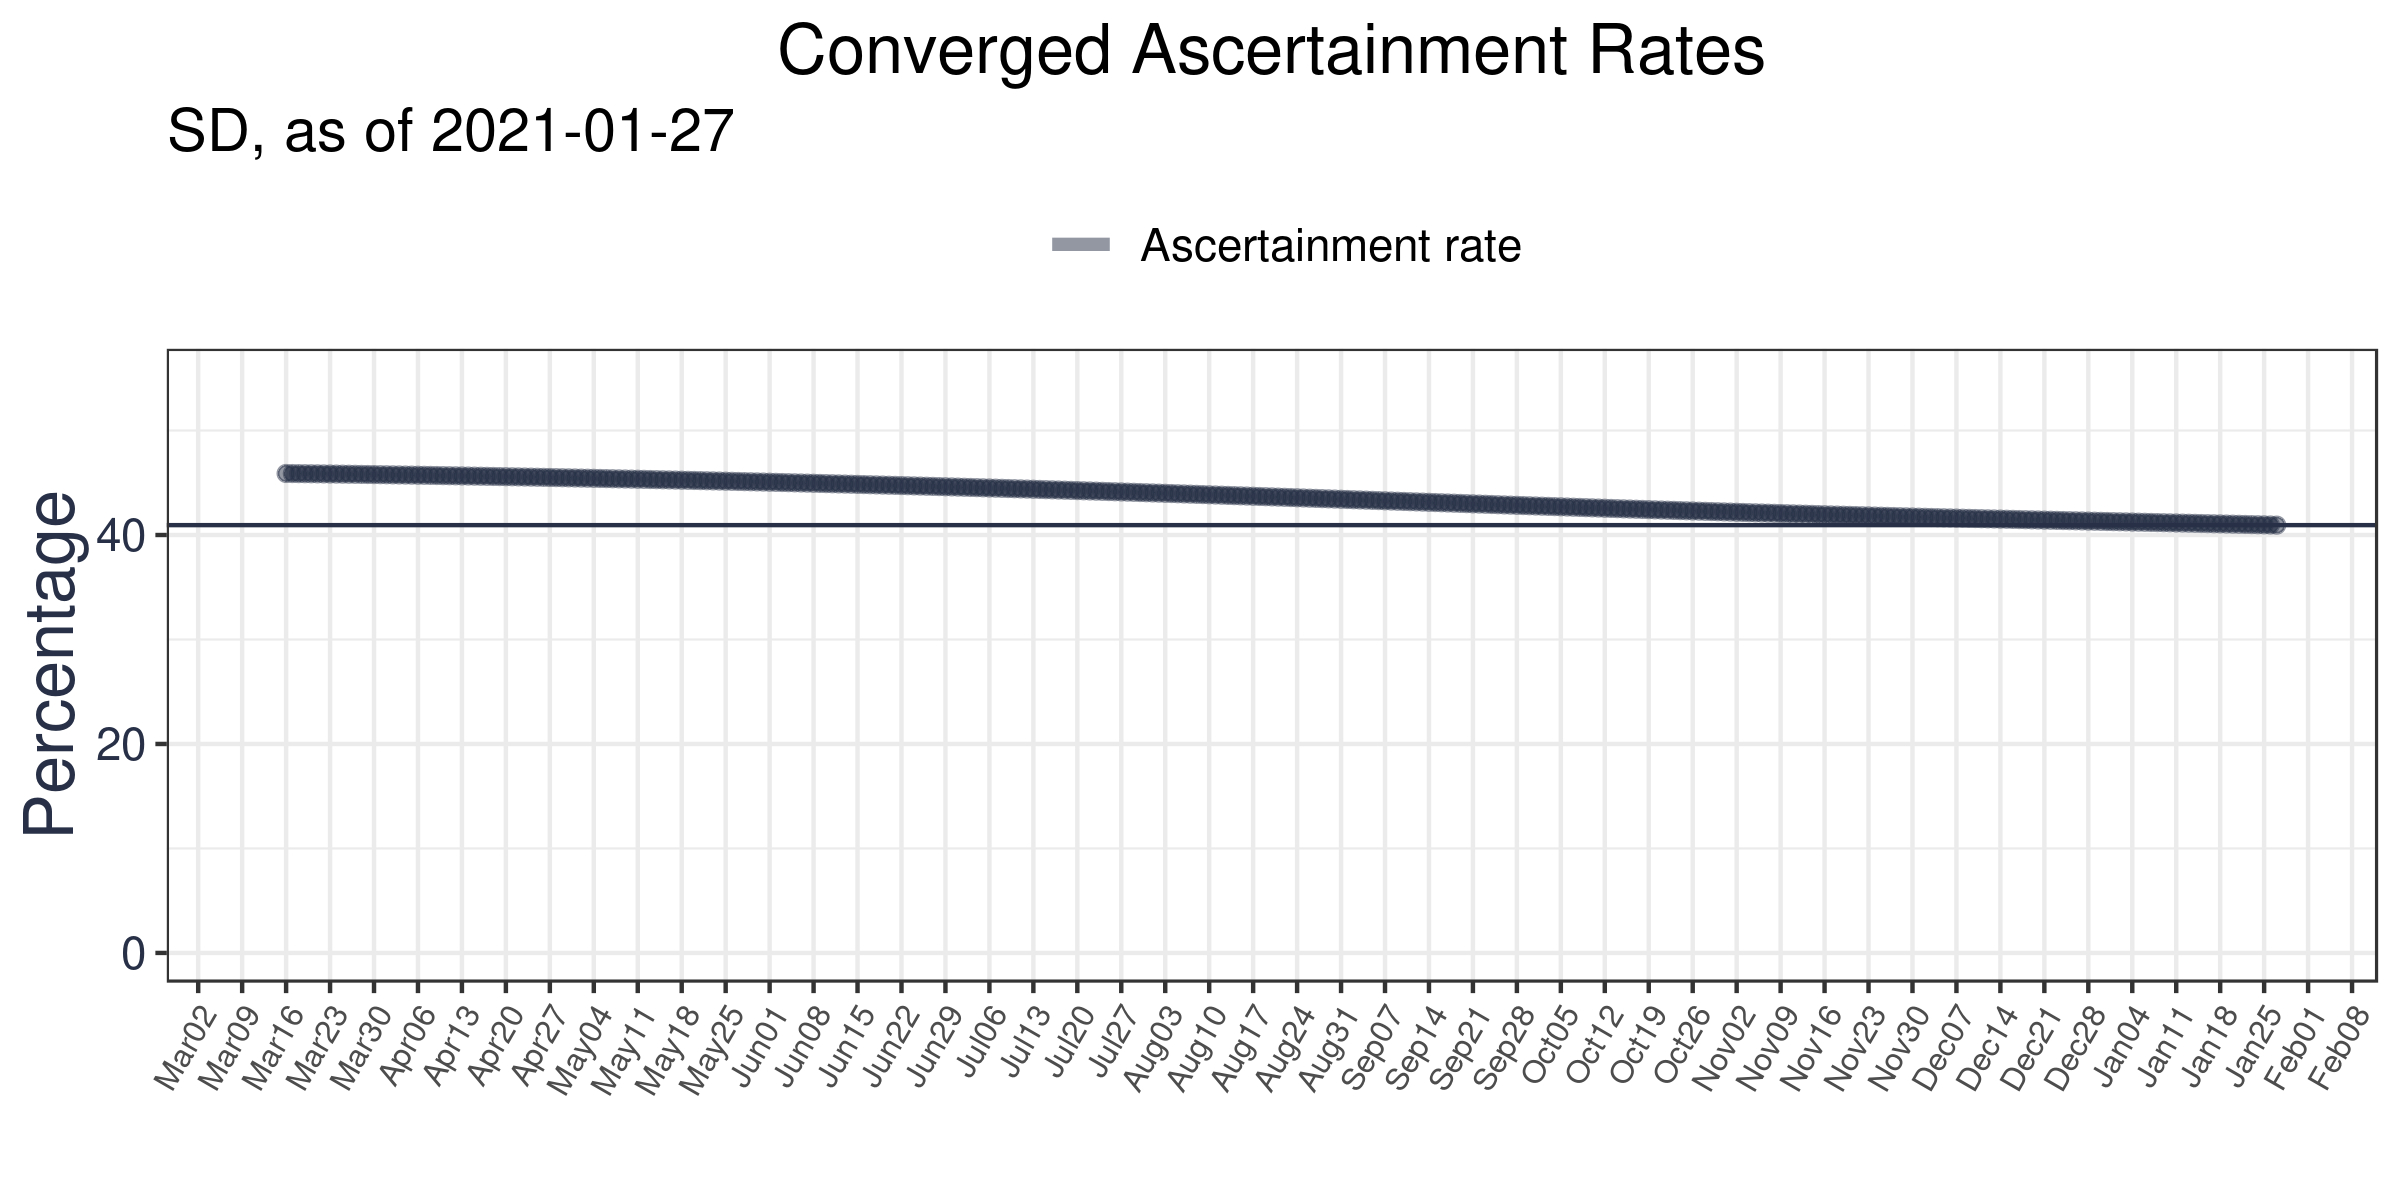 Converged Ascertainment Rates
SD, as of 2021-01-27
Ascertainment rate
Percentage
40
20
0
Mar02
Mar09
Mar16
Mar23
Mar30
Apr06
Apr13
Apr20
Apr27
May04
May11
May18
May25
Jun01
Jun08
Jun15
Jun22
Jun29
Jul06
Jul13
Jul20
Jul27
Aug03
Aug10
Aug17
Aug24
Aug31
Sep07
Sep14
Sep21
Sep28
Oct05
Oct12
Oct19
Oct26
Nov02
Nov09
Nov16
Nov23
Nov30
Dec07
Dec14
Dec21
Dec28
Jan04
Jan11
Jan18
Jan25
Feb01
Feb08